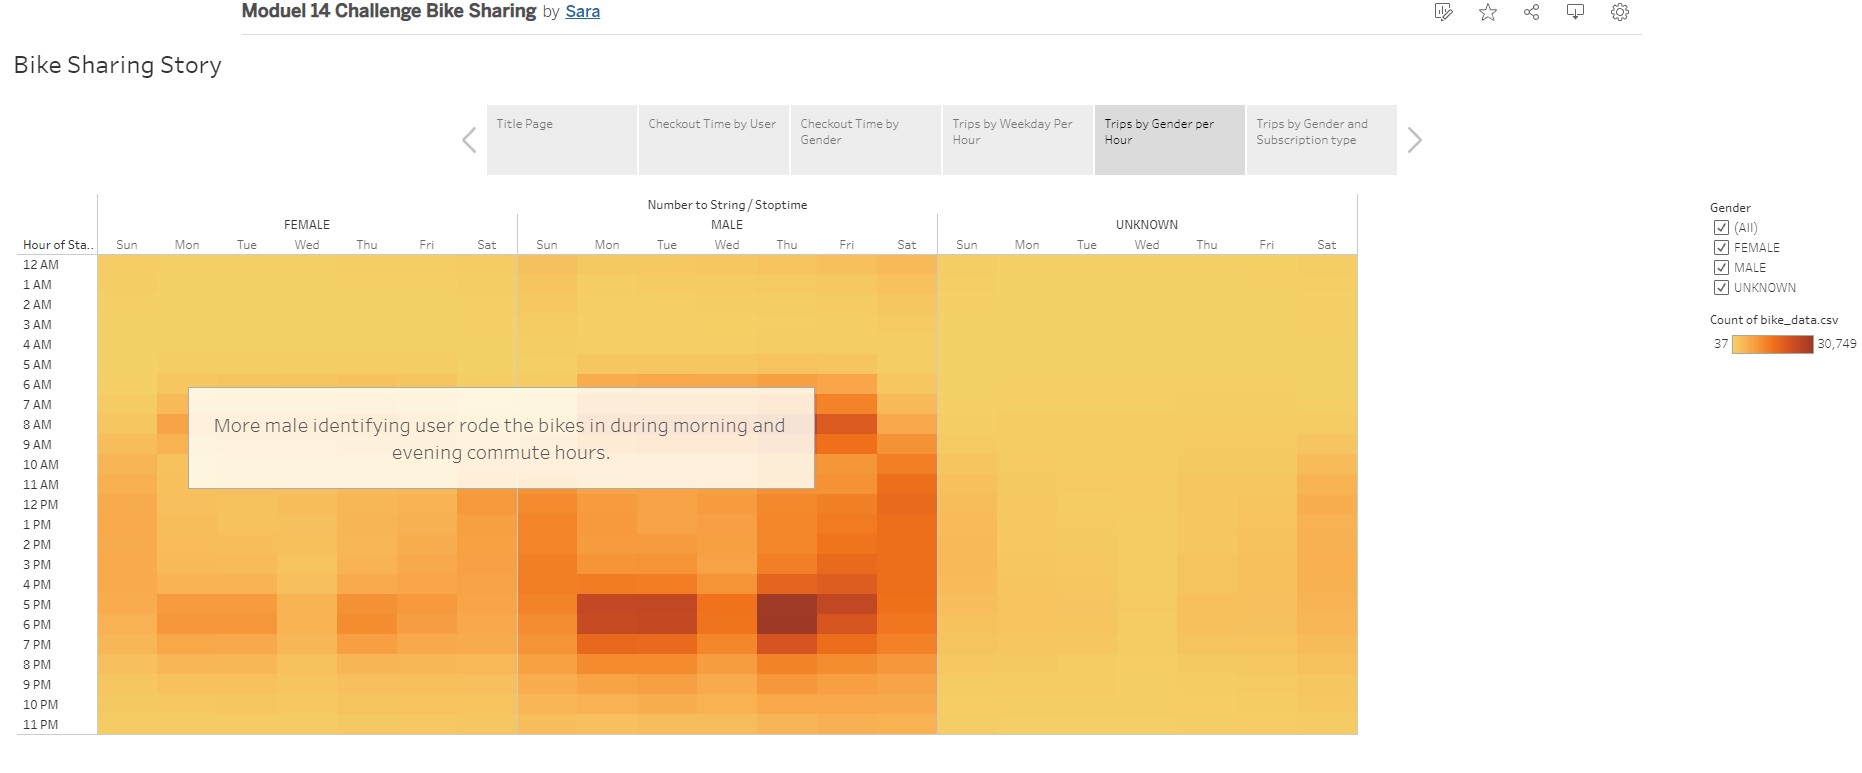 Moduel 14 Challenge Bike Sharing by Sara
Bike Sharing Story
Title Page
Checkout Time by User
Checkout Time by
Gender
Trips by Weekday Per
Hour
Trips by Gender per
Hour
Trips by Gender and
Subscription type
Number to String / Stoptime
FEMALE MALE UNKNOWN
Hour of Sta.. Sun Mon Tue Wed Thu Fri Sat Sun Mon Tue Wed Thu Fri Sat Sun Mon Tue Wed Thu Fri Sat
12 AM
1 AM
2 AM
3 AM
4 AM
5 AM
6 AM
7 AM
8 AM
9 AM
10 AM
11 AM
12 PM
1 PM
2 PM
3 PM
4 PM
5 PM
6 PM
7 PM
8 PM
9 PM
10 PM
11 PM
More male identifying user rode the bikes in during morning and
evening commute hours.
Gender
(All)
FEMALE
MALE
UNKNOWN
Count of bike_data.csv
37 30,749